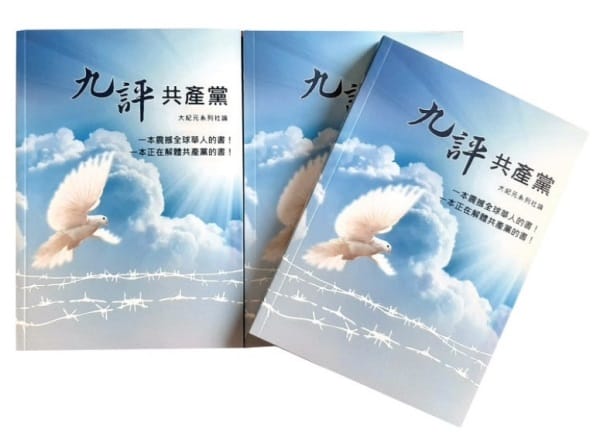 九評 共產黨
大紀元系列社論
一本震撼全球華人的書！
一本正在解體共產黨的書！
九評
九評 共產黨
大紀元系列社論
一本震撼全球華人的書！
一本正在解體共產黨的書！